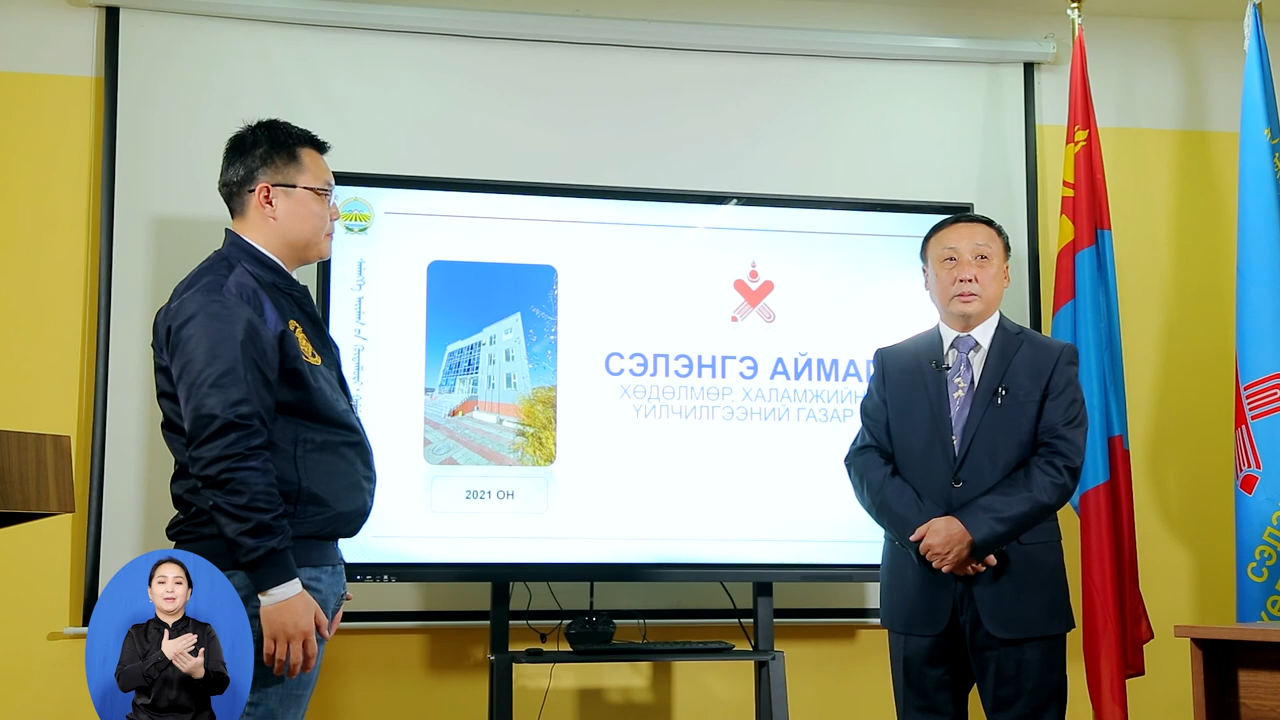 СЭЛЭНГЭ АЙМАГ
ХӨДӨЛМӨР, ХАЛАМЖИЙН
ҮЙЛЧИЛГЭЭНИЙ ГАЗАР
2021 ОН